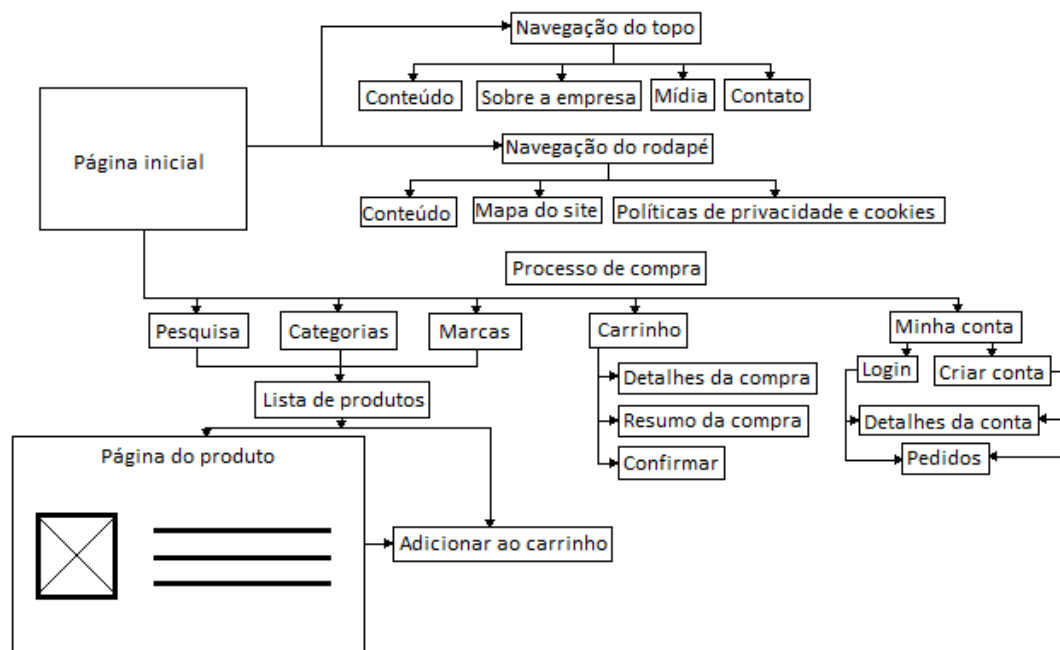 Navegação do topo
Conteúdo
Sobre a empresa
Mídia
Contato
Página inicial
Navegação do rodapé
Conteúdo
Mapa do site
Políticas de privacidade e cookies
Processo de compra
Pesquisa
Categorias
Marcas
Carrinho
Minha conta
Lista de produtos
Detalhes da compra
Resumo da compra
Confirmar
Login
Criar conta
Detalhes da conta
Pedidos
Página do produto
Adicionar ao carrinho